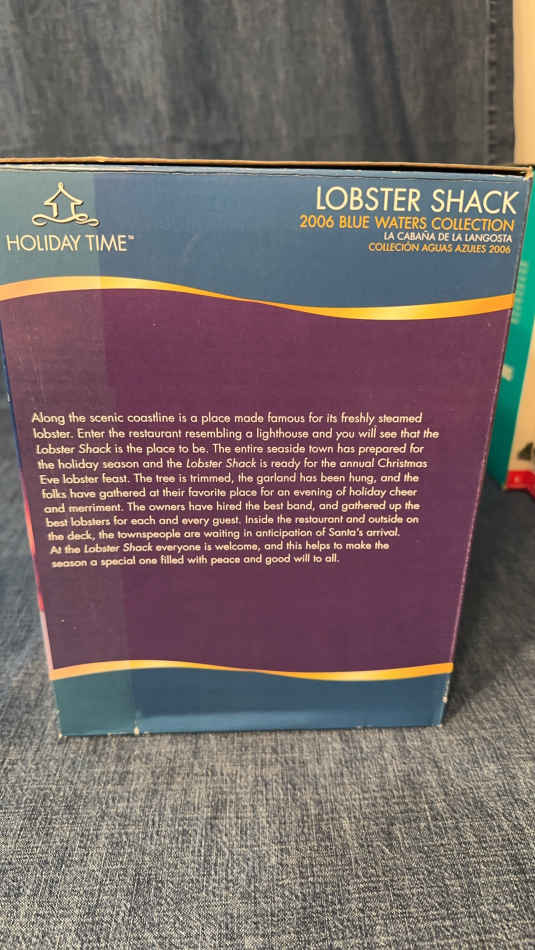 HOLIDAY TIME™
LOBSTER SHACK
2006 BLUE WATERS COLLECTION
LA CABAÑA DE LA LANGOSTA
COLLECIÓN AGUAS AZULES 2006
Along the scenic coastline is a place made famous for its freshly steamed
lobster. Enter the restaurant resembling a lighthouse and you will see that the
Lobster Shack is the place to be. The entire seaside town has prepared for
the holiday season and the Lobster Shack is ready for the annual Christmas
Eve lobster feast. The tree is trimmed, the garland has been hung, and the
folks have gathered at their favorite place for an evening of holiday cheer
and merriment. The owners have hired the best band, and gathered up the
best lobsters for each and every guest. Inside the restaurant and outside on
the deck, the townspeople are waiting in anticipation of Santa's arrival.
At the Lobster Shack everyone is welcome, and this helps to make the
season a special one filled with peace and good will to all.